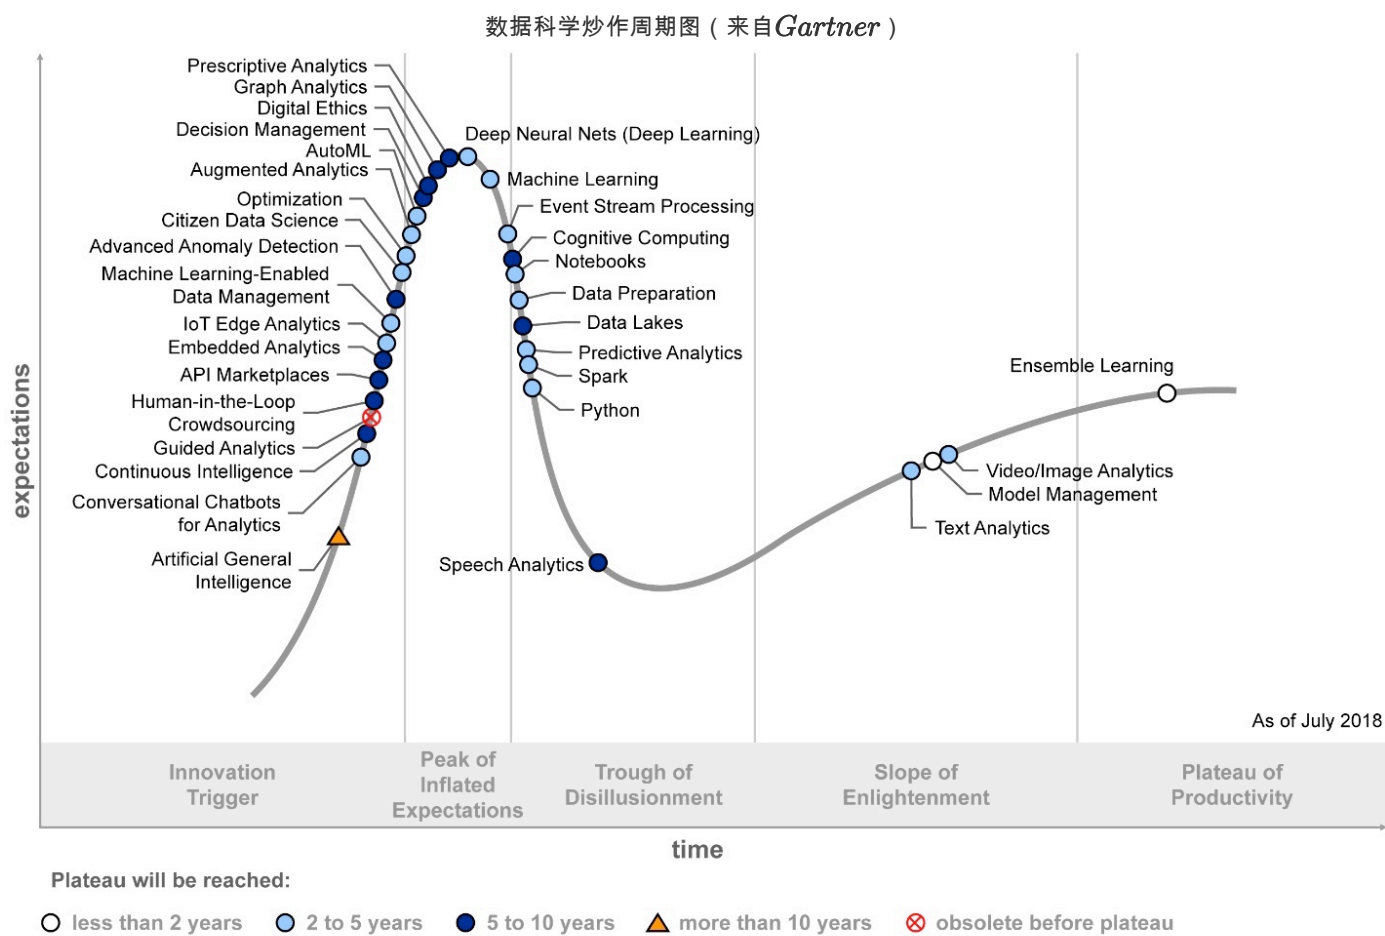 数据科学炒作周期图（来自Gartner）
Prescriptive Analytics
Graph Analytics
Digital Ethics
Decision Management
AutoML
Augmented Analytics
Optimization
Citizen Data Science
Advanced Anomaly Detection
Machine Learning-Enabled
Data Management
IoT Edge Analytics
Embedded Analytics
API Marketplaces
Human-in-the-Loop
Crowdsourcing
Guided Analytics
Continuous Intelligence
Conversational Chatbots
for Analytics
Artificial General
Intelligence
Deep Neural Nets (Deep Learning)
Machine Learning
Event Stream Processing
Cognitive Computing
Notebooks
Data Preparation
Data Lakes
Predictive Analytics
Spark
Python
Speech Analytics
Ensemble Learning
Video/Image Analytics
Model Management
Text Analytics
expectations
As of July 2018
Innovation
Trigger
Peak of
Inflated
Expectations
Trough of
Disillusionment
Slope of
Enlightenment
Plateau of
Productivity
time
Plateau will be reached:
less than 2 years
2 to 5 years
5 to 10 years
more than 10 years
obsolete before plateau